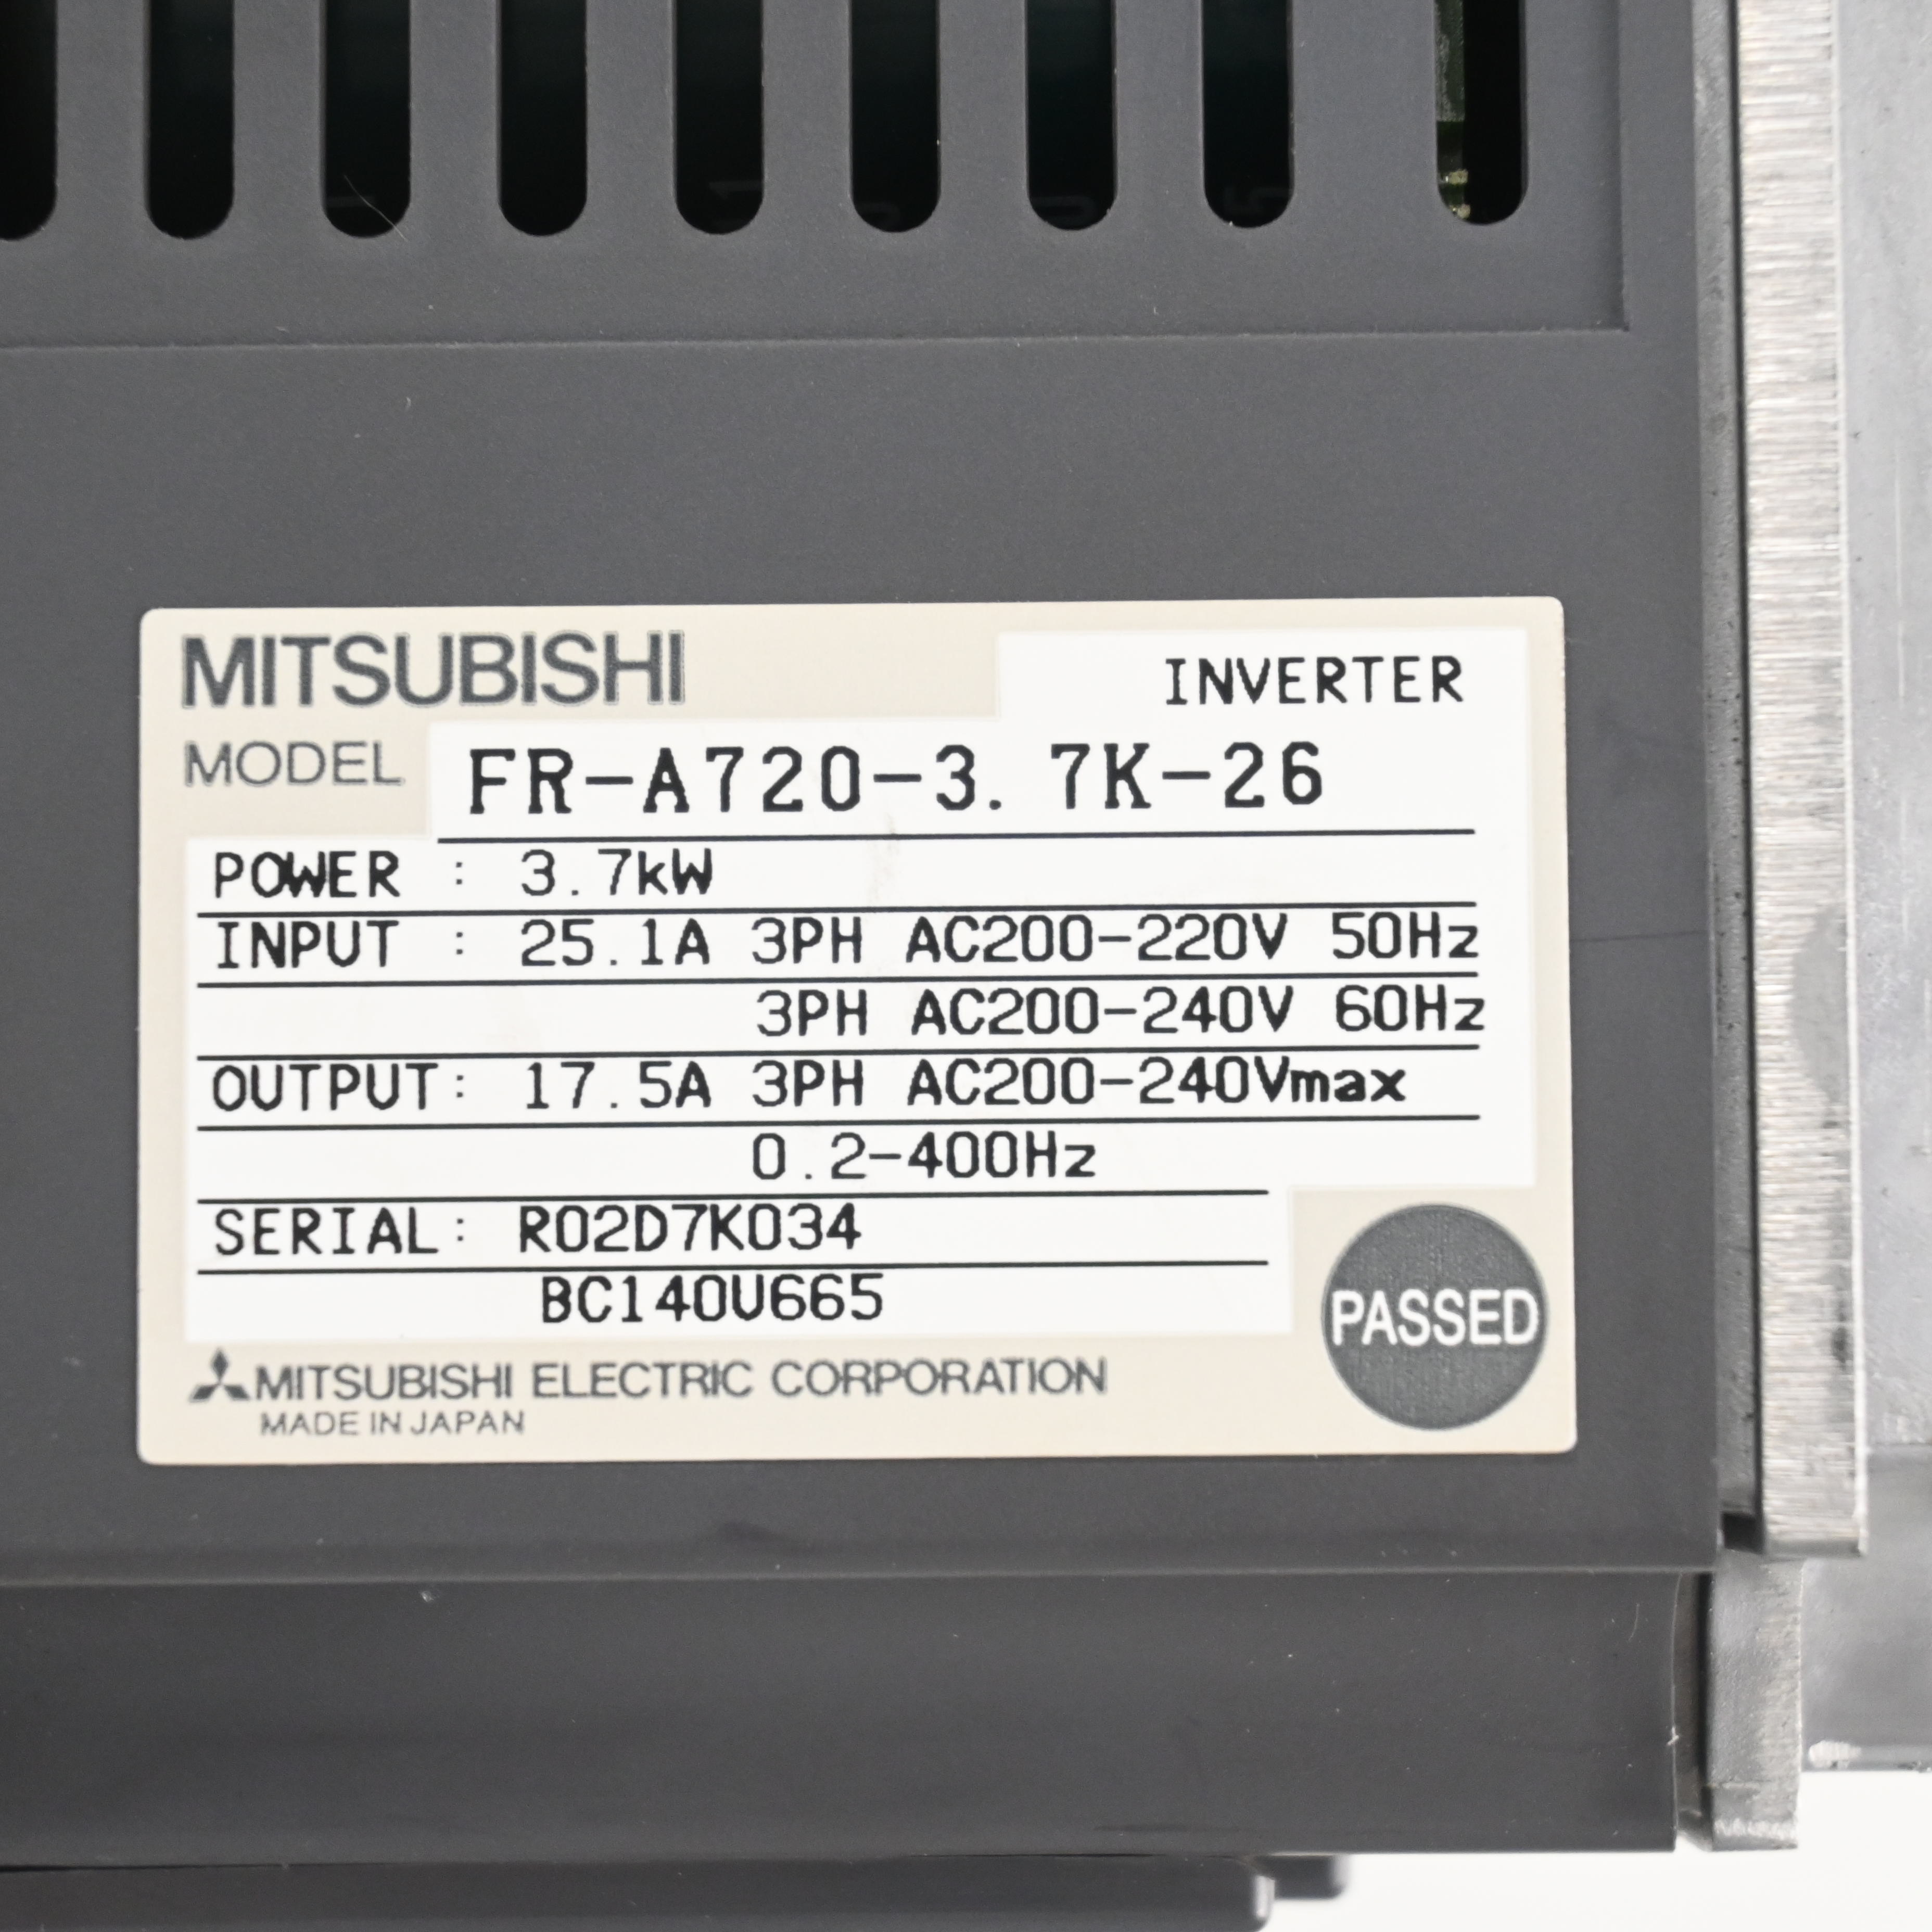 MITSUBISHI
INVERTER
MODEL FR-A720-3.7K-26
POWER : 3.7kW
INPUT : 25.1A 3PH AC200-220V 50Hz
3PH AC200-240V 60Hz
OUTPUT: 17.5A 3PH AC200-240Vmax
0.2-400Hz
SERIAL: R02D7K034
BC140U665
PASSED
MITSUBISHI ELECTRIC CORPORATION
MADE IN JAPAN